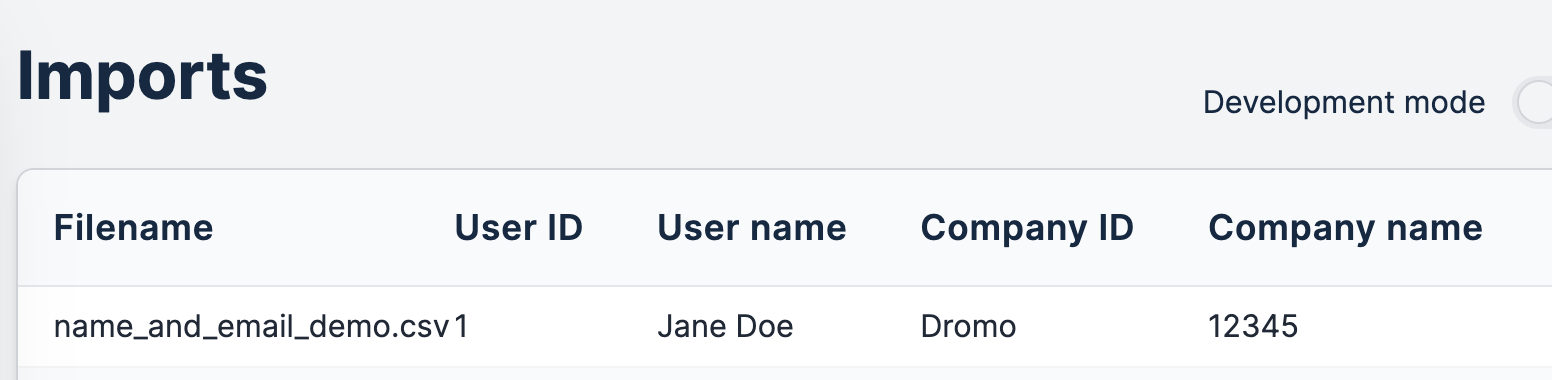 Imports
Development mode
Filename User ID User name Company ID Company name
name_and_email_demo.csv 1 Jane Doe Dromo 12345